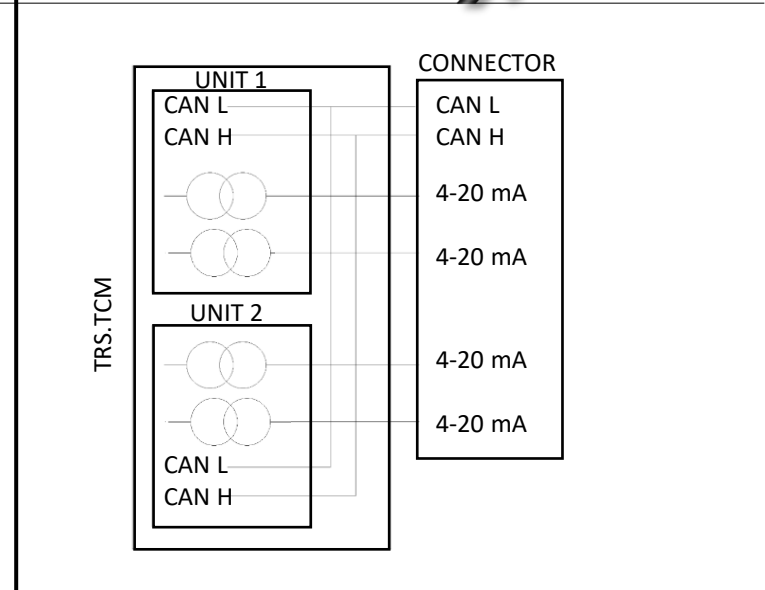 UNIT 1
CAN L
CAN H
UNIT 2
CAN L
CAN H
TRS.TCM
CONNECTOR
CAN L
CAN H
4-20 mA
4-20 mA
4-20 mA
4-20 mA